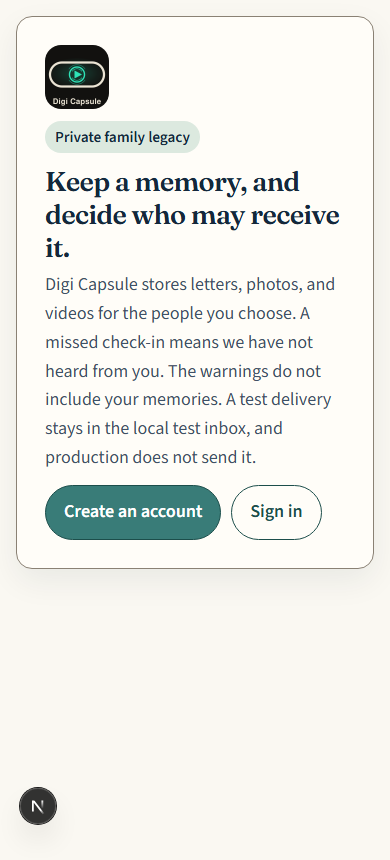 Digi Capsule
Private family legacy
Keep a memory, and
decide who may receive
it.
Digi Capsule stores letters, photos, and
videos for the people you choose. A
missed check-in means we have not
heard from you. The warnings do not
include your memories. A test delivery
stays in the local test inbox, and
production does not send it.
Create an account
Sign in
N